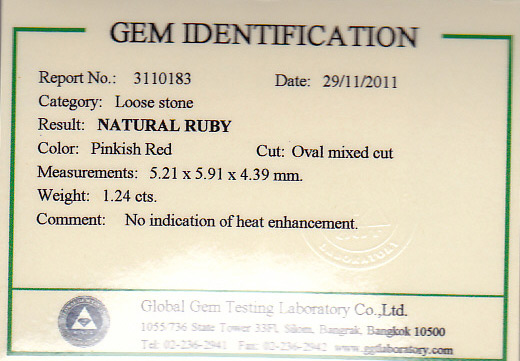 GEM IDENTIFICATION
Report No.: 3110183 Date: 29/11/2011
Category: Loose stone
Result: NATURAL RUBY
Color: Pinkish Red Cut: Oval mixed cut
Measurements: 5.21 x 5.91 x 4.39 mm.
Weight: 1.24 cts.
Comment: No indication of heat enhancement.
LABORATORY
Global Gem Testing Laboratory Co.,Ltd.
1055/736 State Tower 33Fl, Silom, Bangrak, Bangkok 10500
Tel: 02-236-2941 Fax: 02-236-2942 www.ggtlaboratory.com